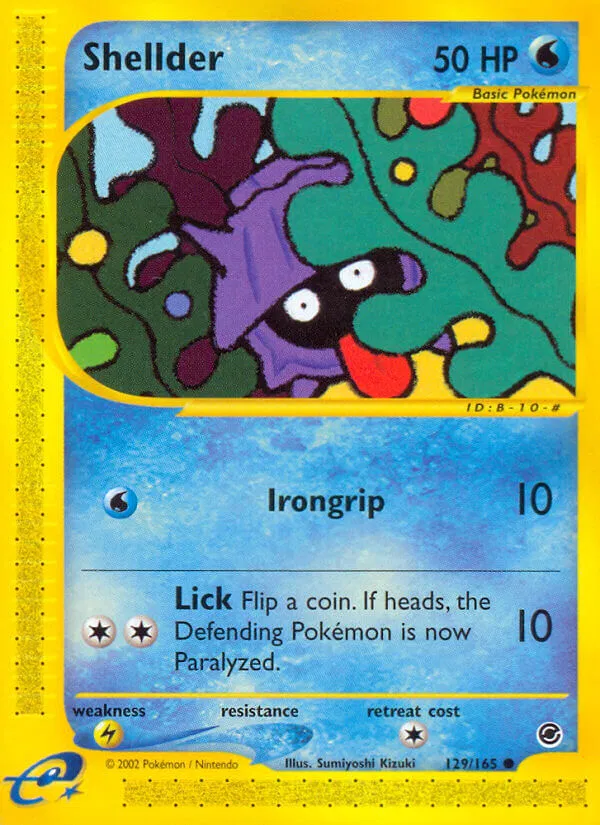 Shellder
50 HP
Basic Pokémon
ID:B-10-#
Irongrip 10
Lick Flip a coin. If heads, the
Defending Pokémon is now
Paralyzed.
10
weakness resistance retreat cost
© 2002 Pokémon / Nintendo Illus. Sumiyoshi Kizuki 129/165
e